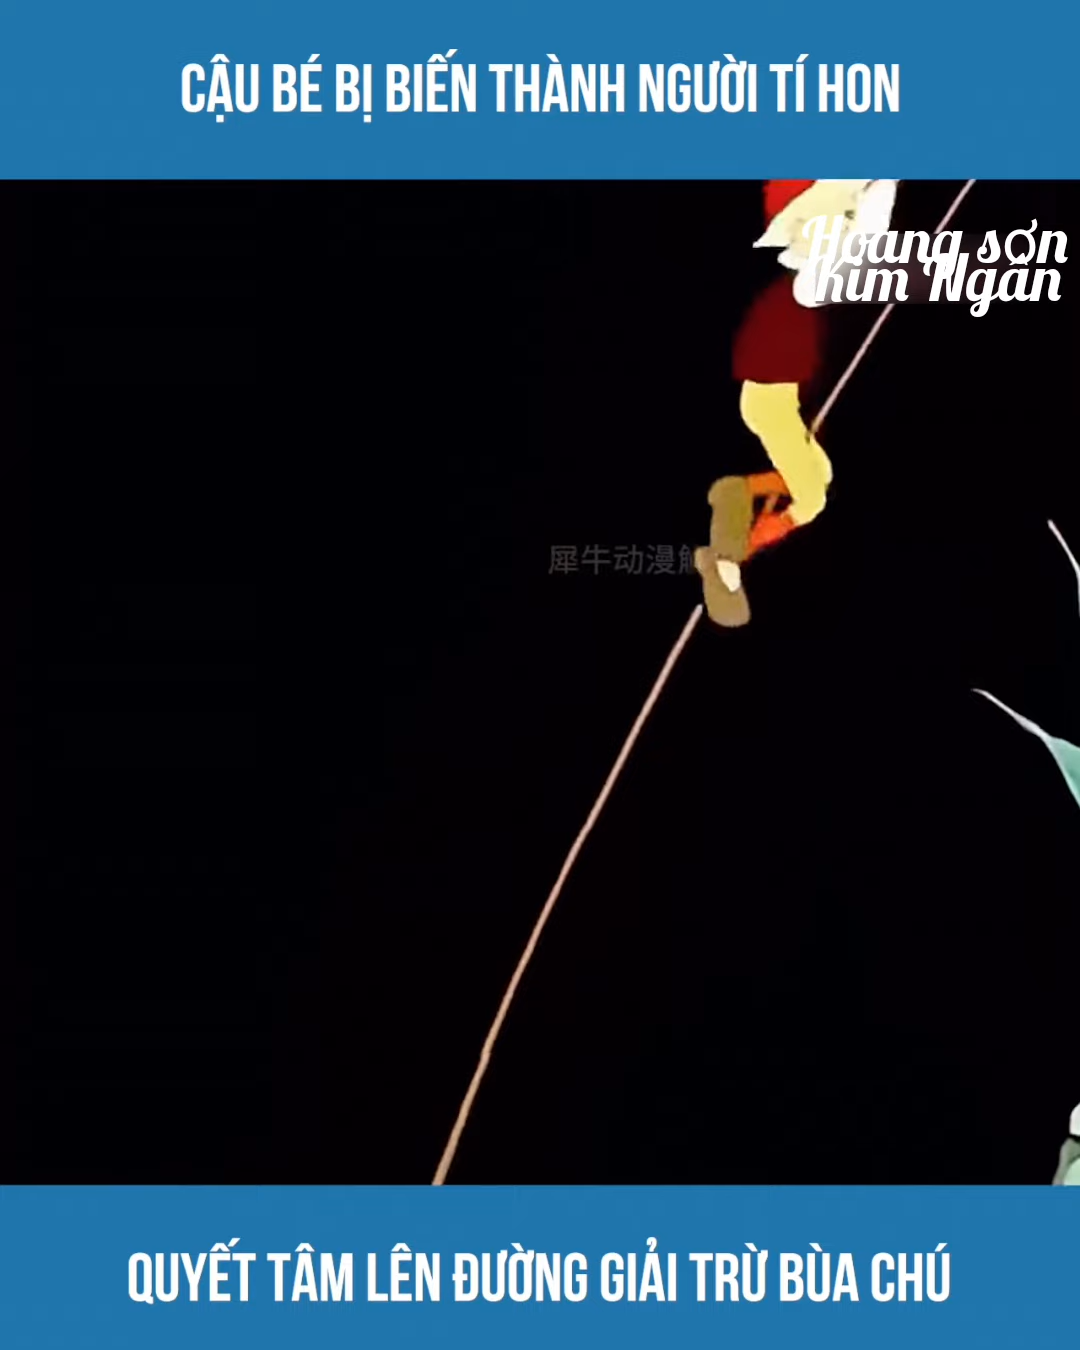 CẬU BÉ BỊ BIẾN THÀNH NGƯỜI TÍ HON
Hoang sơn
Kim Ngân
犀牛动漫解
QUYẾT TÂM LÊN ĐƯỜNG GIẢI TRỪ BÙA CHÚ